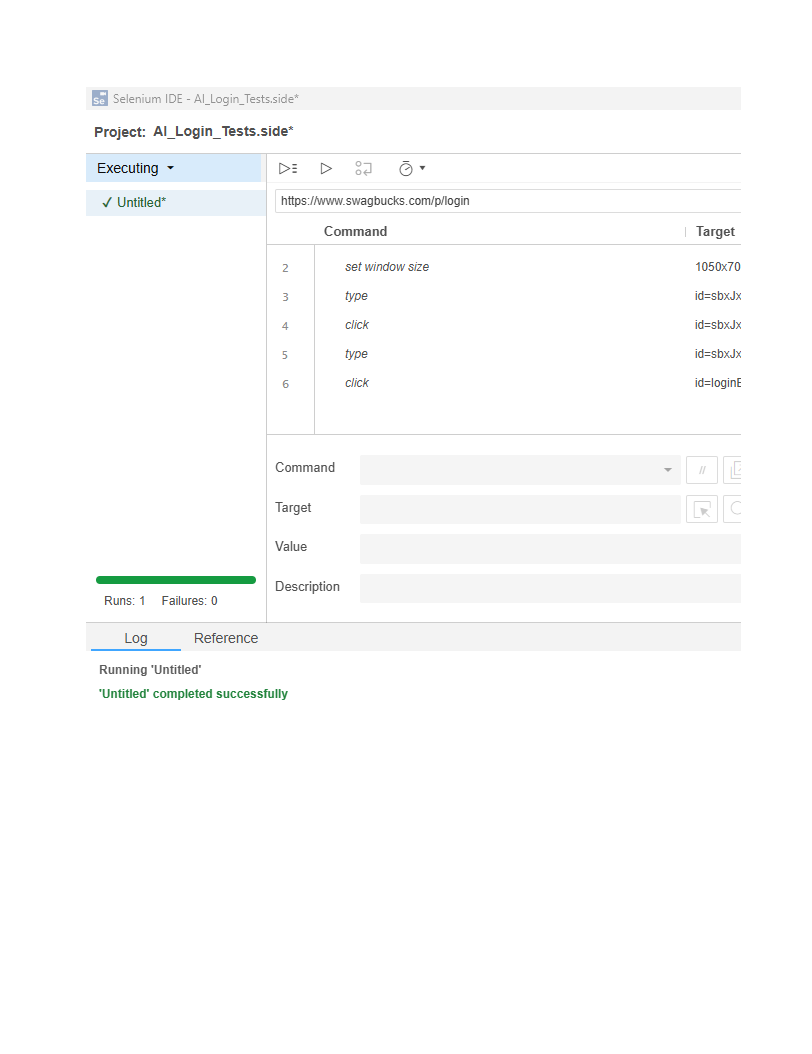 Se Selenium IDE - AI_Login_Tests.side*
Project: AI_Login_Tests.side*
Executing
✓ Untitled*
https://www.swagbucks.com/p/login
Command Target
2 set window size 1050x70
3 type id=sbxJx
4 click id=sbxJx
5 type id=sbxJx
6 click id=loginB
Command //
Target
Value
Description
Runs: 1 Failures: 0
Log Reference
Running 'Untitled'
'Untitled' completed successfully